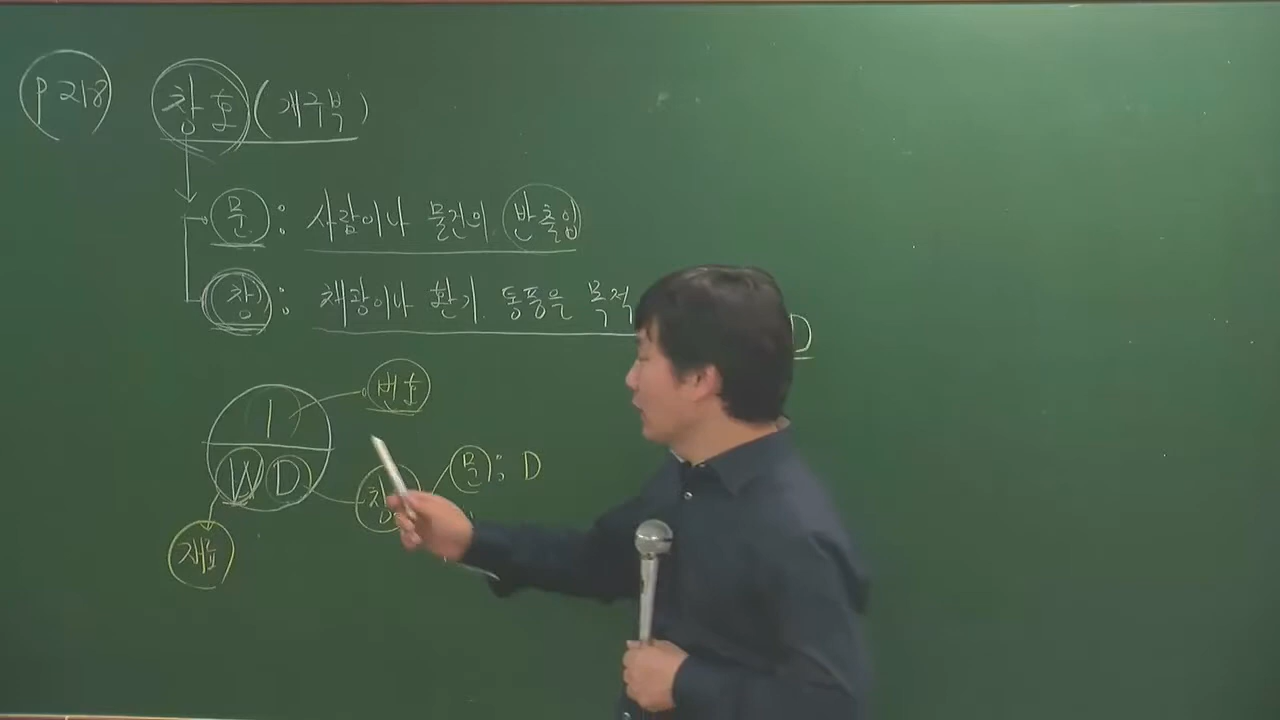 P 218 창호 (개구부)
문 : 사람이나 물건의 반출입
창 : 채광이나 환기. 통풍을 목적
D
1 번호
W D 창 문 : D
재료